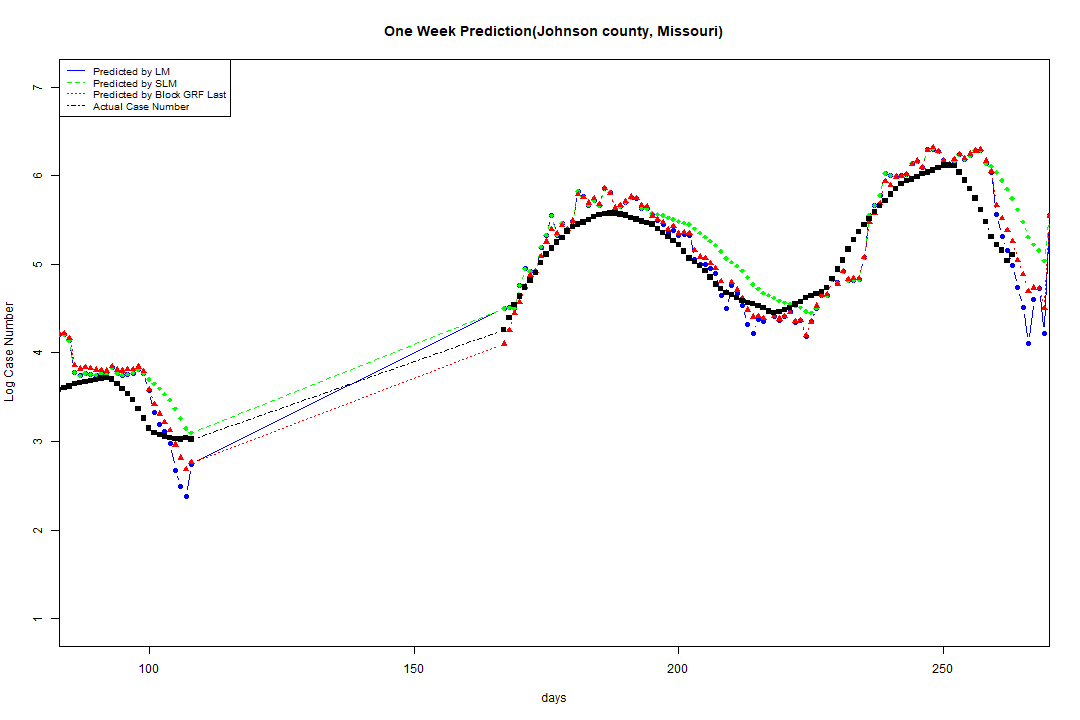 One Week Prediction(Johnson county, Missouri)
Predicted by LM
Predicted by SLM
Predicted by Block GRF Last
Actual Case Number
7
6
5
4
3
2
1
Log Case Number
100
150
200
250
days